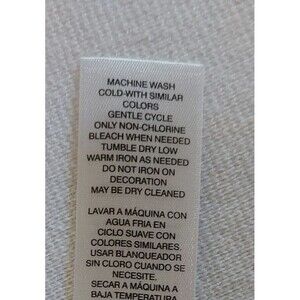 MACHINE WASH
COLD-WITH SIMILAR
COLORS
GENTLE CYCLE
ONLY NON-CHLORINE
BLEACH WHEN NEEDED
TUMBLE DRY LOW
WARM IRON AS NEEDED
DO NOT IRON ON
DECORATION
MAY BE DRY CLEANED
LAVAR A MÁQUINA CON
AGUA FRIA EN
CICLO SUAVE CON
COLORES SIMILARES.
USAR BLANQUEADOR
SIN CLORO CUANDO SE
NECESITE.
SECAR A MÁQUINA A
BAJA TEMPERATURA